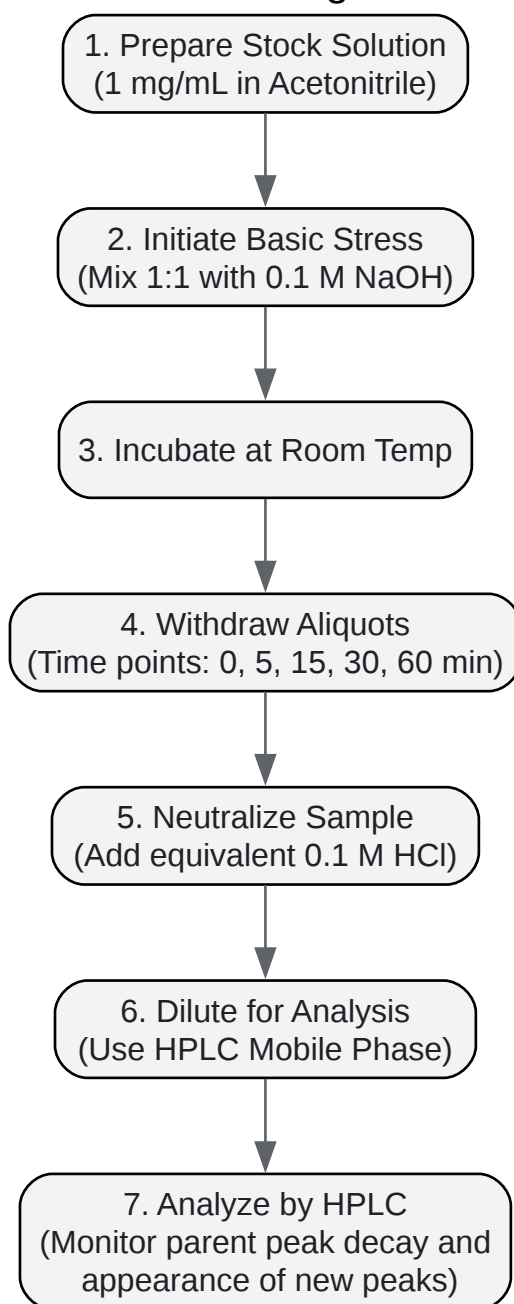 1. Prepare Stock Solution
(1 mg/mL in Acetonitrile)
2. Initiate Basic Stress
(Mix 1:1 with 0.1 M NaOH)
3. Incubate at Room Temp
4. Withdraw Aliquots
(Time points: 0, 5, 15, 30, 60 min)
5. Neutralize Sample
(Add equivalent 0.1 M HCl)
6. Dilute for Analysis
(Use HPLC Mobile Phase)
7. Analyze by HPLC
(Monitor parent peak decay and
appearance of new peaks)